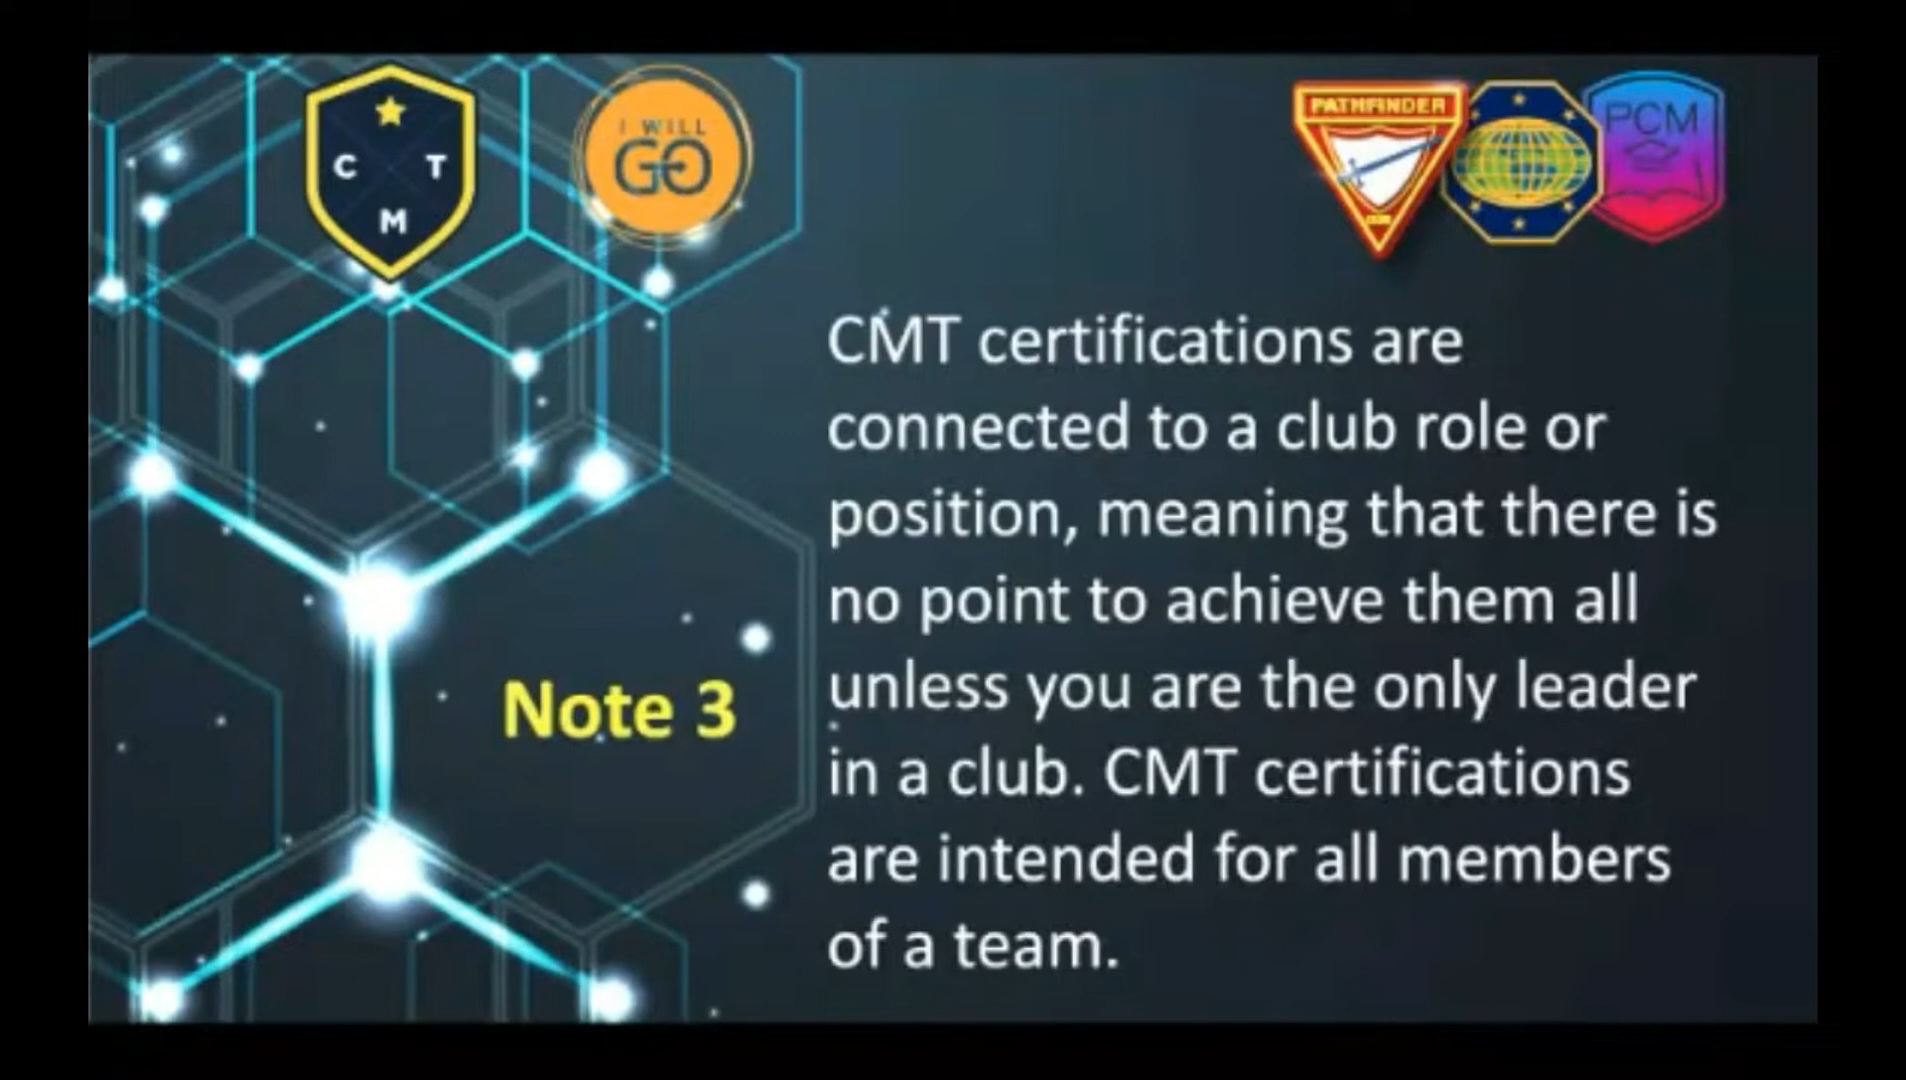 C T
M
I WILL
GO
PATHFINDER
CLUB
PCM
CMT certifications are
connected to a club role or
position, meaning that there is
no point to achieve them all
unless you are the only leader
in a club. CMT certifications
are intended for all members
of a team.
Note 3